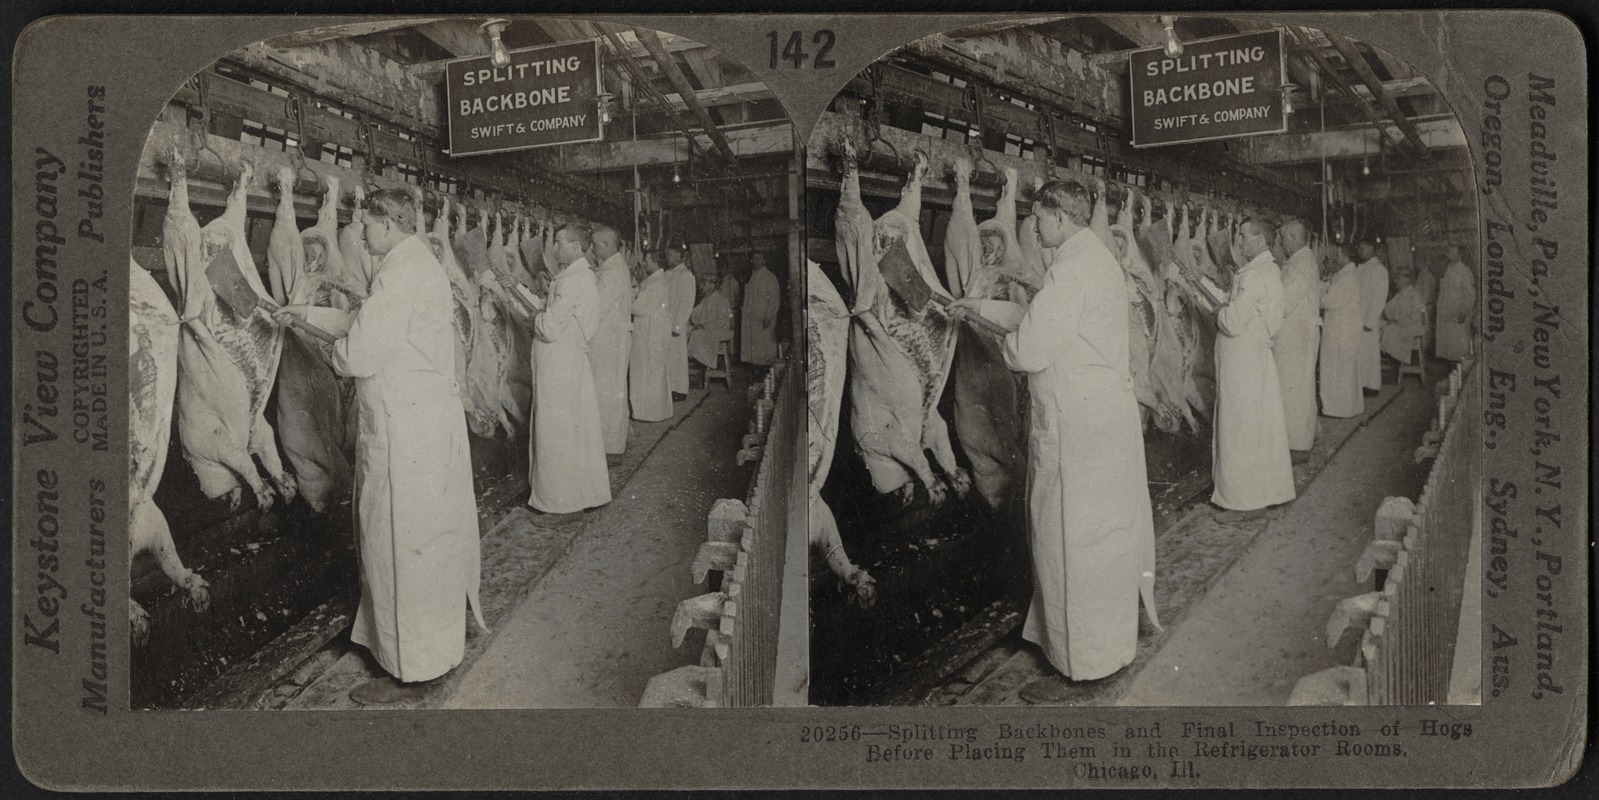 Keystone View Company
COPYRIGHTED
Manufacturers MADE IN U. S. A. Publishers
142
SPLITTING
BACKBONE
SWIFT & COMPANY
SPLITTING
BACKBONE
SWIFT & COMPANY
Meadville, Pa., New York, N. Y., Portland,
Oregon, London, Eng., Sydney, Aus.
20256—Splitting Backbones and Final Inspection of Hogs
Before Placing Them in the Refrigerator Rooms,
Chicago, Ill.